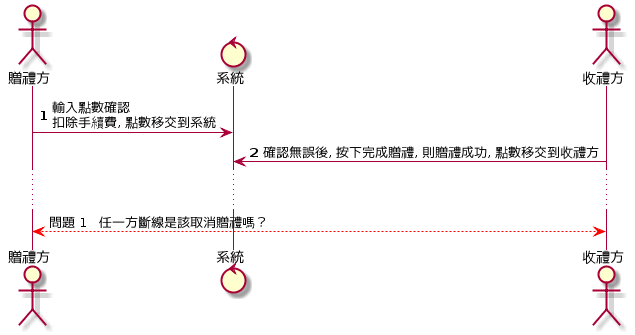 贈禮方
系統
收禮方
1 輸入點數確認
扣除手續費, 點數移交到系統
2 確認無誤後, 按下完成贈禮, 則贈禮成功, 點數移交到收禮方
問題 1 任一方斷線是該取消贈禮嗎？
贈禮方
系統
收禮方